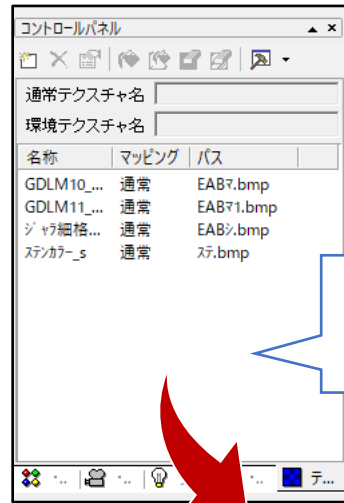 コントロールパネル
通常テクスチャ名
環境テクスチャ名
名称 マッピング パス
GDLM10_... 通常 EABﾏ.bmp
GDLM11_... 通常 EABﾏ1.bmp
ｼﾞｬﾗ細格... 通常 EABｼ.bmp
ｽﾃﾝｶﾗｰ_s 通常 ｽﾃ.bmp
テ...